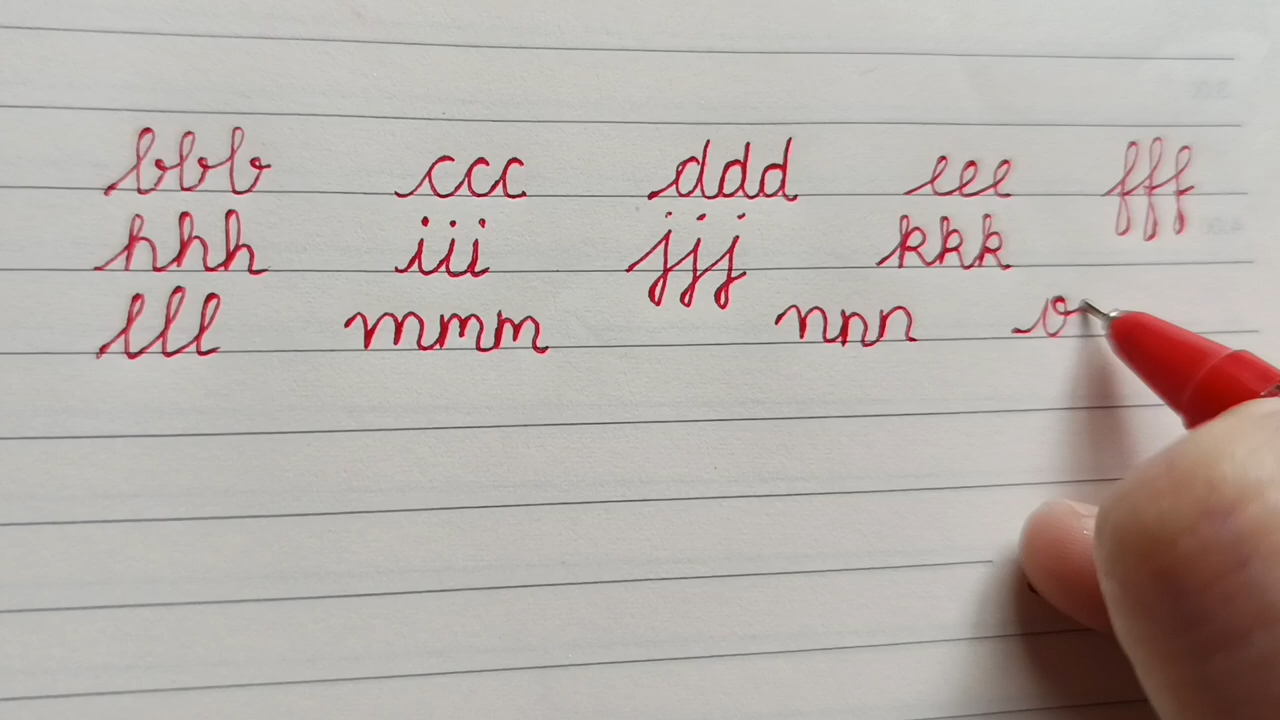 bbb ccc ddd eee fff
hhh iii jjj kkk
lll mmm nnn o